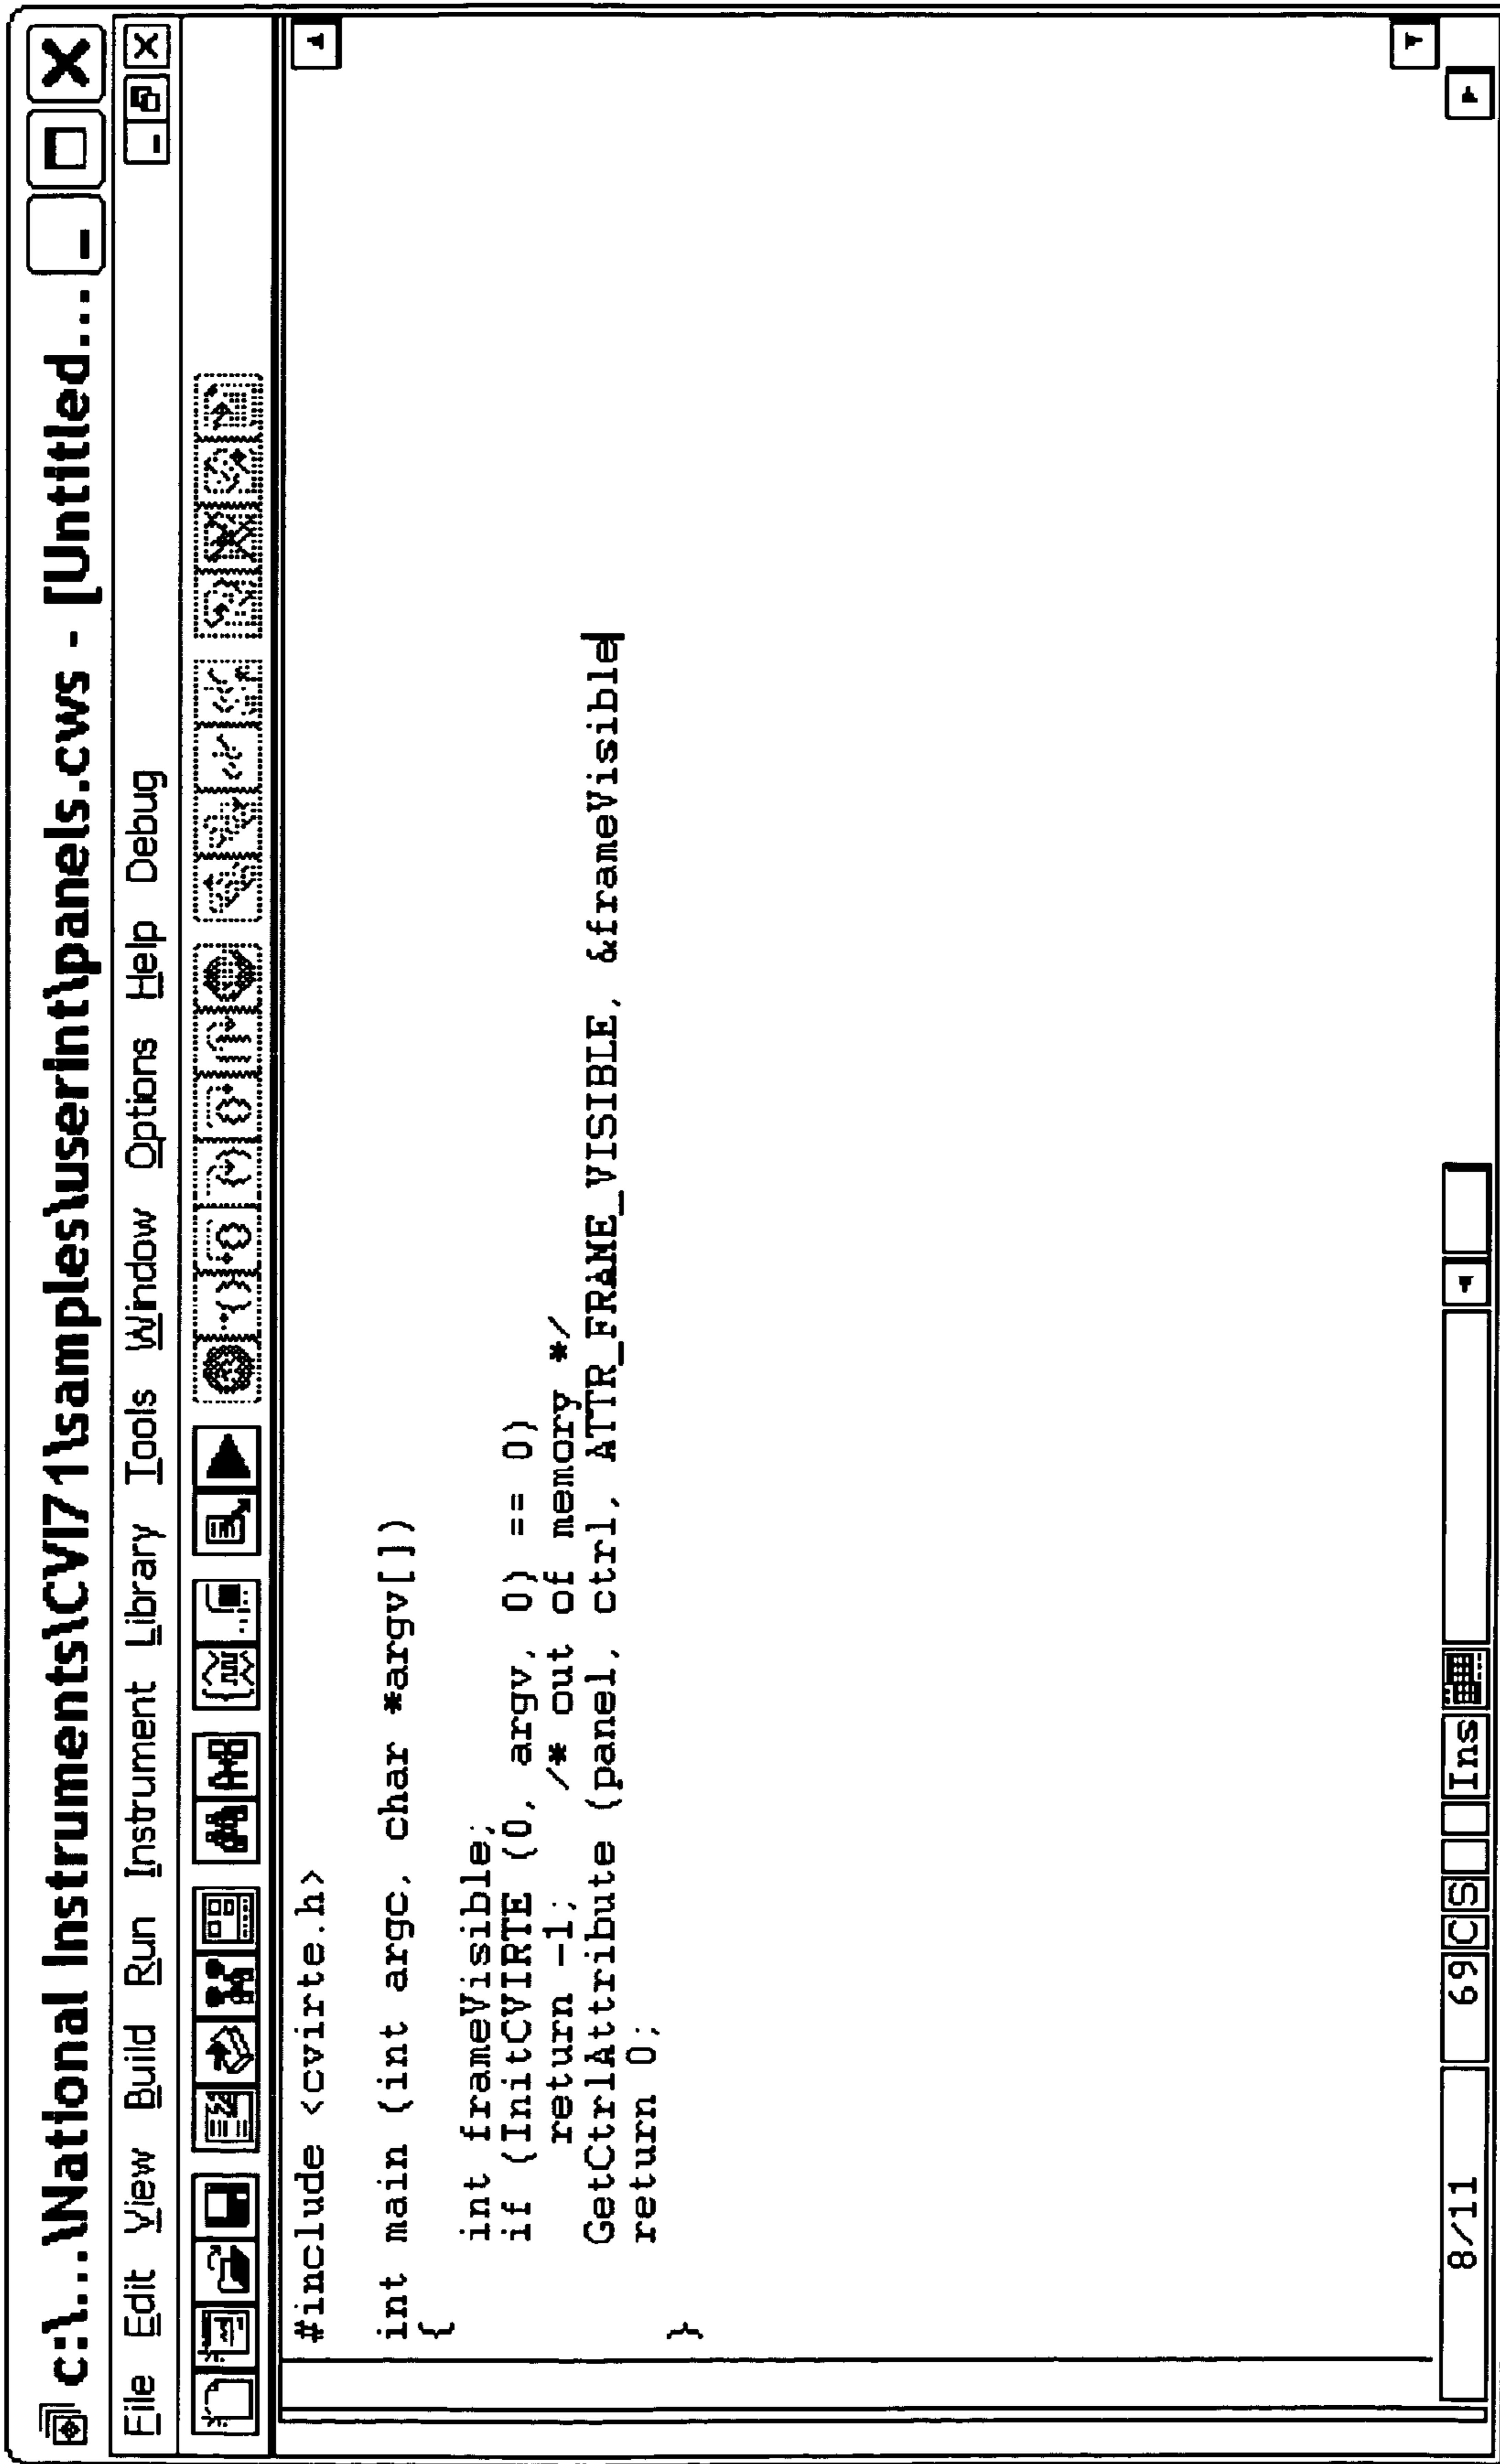 c:\...\National Instruments\CVI71\samples\userint\panels.cws - [Untitled...
File Edit View Build Run Instrument Library Tools Window Options Help Debug
#include <cvirte.h>
int main (int argc, char *argv[])
{
int frameVisible;
if (InitCVIRTE (0, argv, 0) == 0)
return -1; /* out of memory */
GetCtrlAttribute (panel, ctrl, ATTR_FRAME_VISIBLE, &frameVisible
return 0;
}
8/11 69 C S Ins